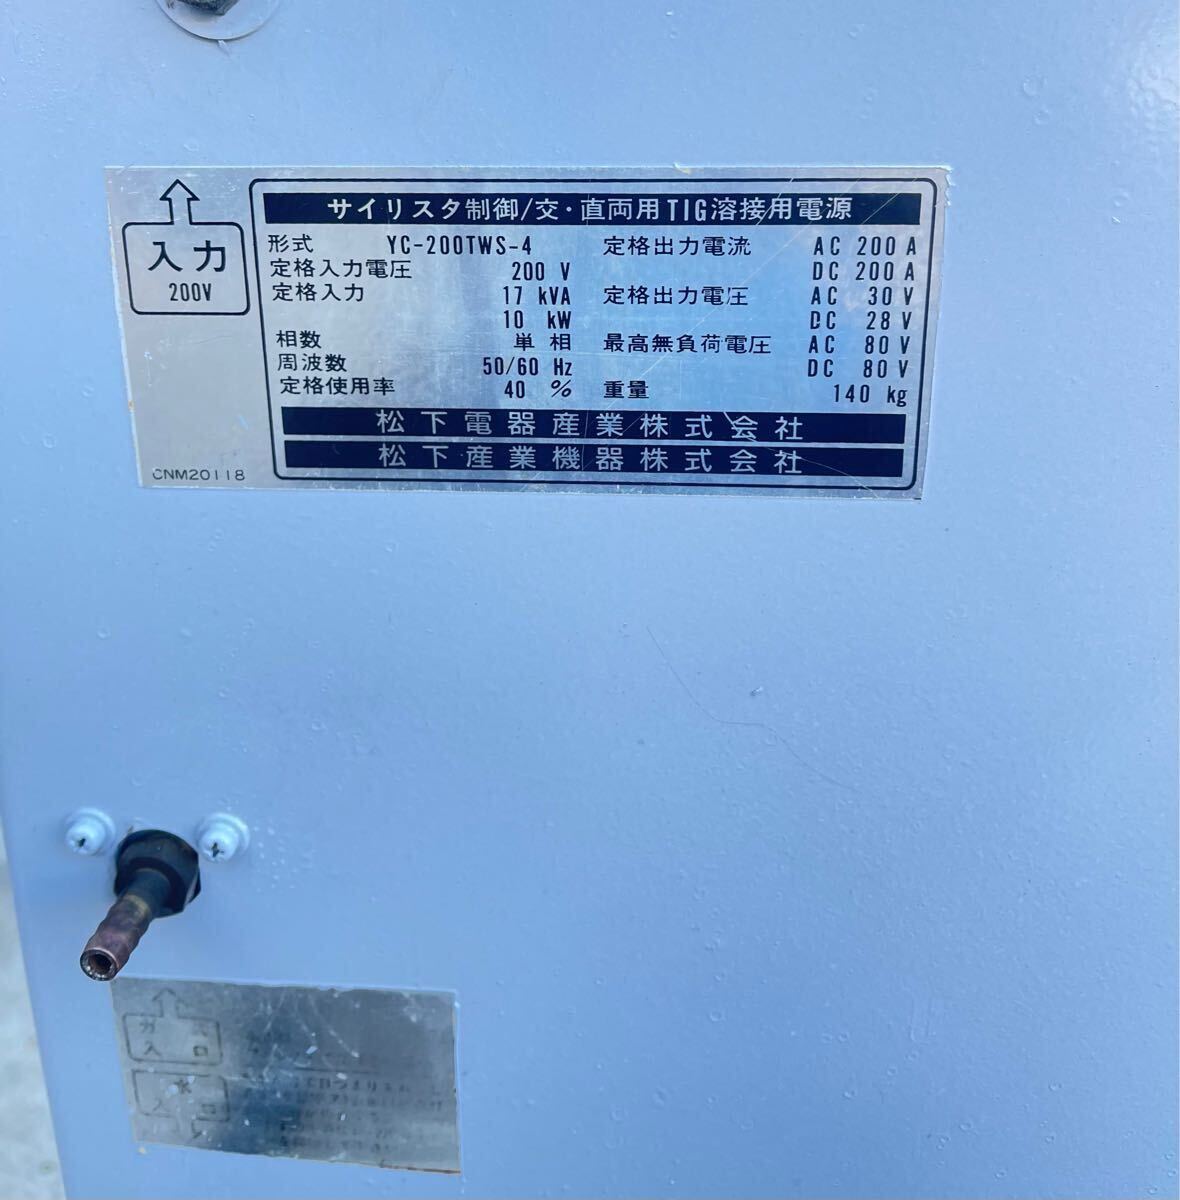 入力
200V
CNM20118
サイリスタ制御/交・直両用TIG溶接用電源
形式 YC-200TWS-4 定格出力電流 AC 200 A
定格入力電圧 200 V DC 200 A
定格入力 17 kVA 定格出力電圧 AC 30 V
10 kW DC 28 V
相数 単相 最高無負荷電圧 AC 80 V
周波数 50/60 Hz DC 80 V
定格使用率 40 % 重量 140 kg
松下電器産業株式会社
松下産業機器株式会社
ガ
入口
水
入口